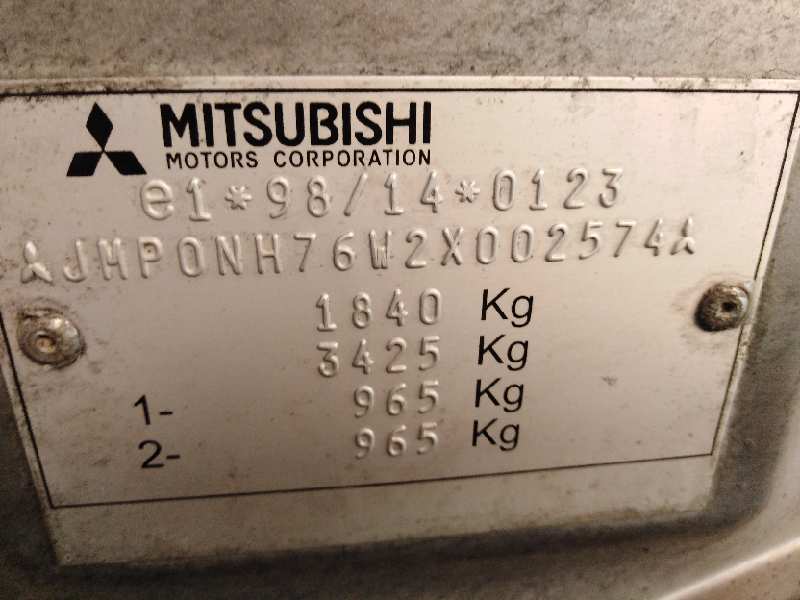 MITSUBISHI
MOTORS CORPORATION
e1*98/14*0123
JMP0NH76W2X002574
1840 Kg
3425 Kg
1- 965 Kg
2- 965 Kg